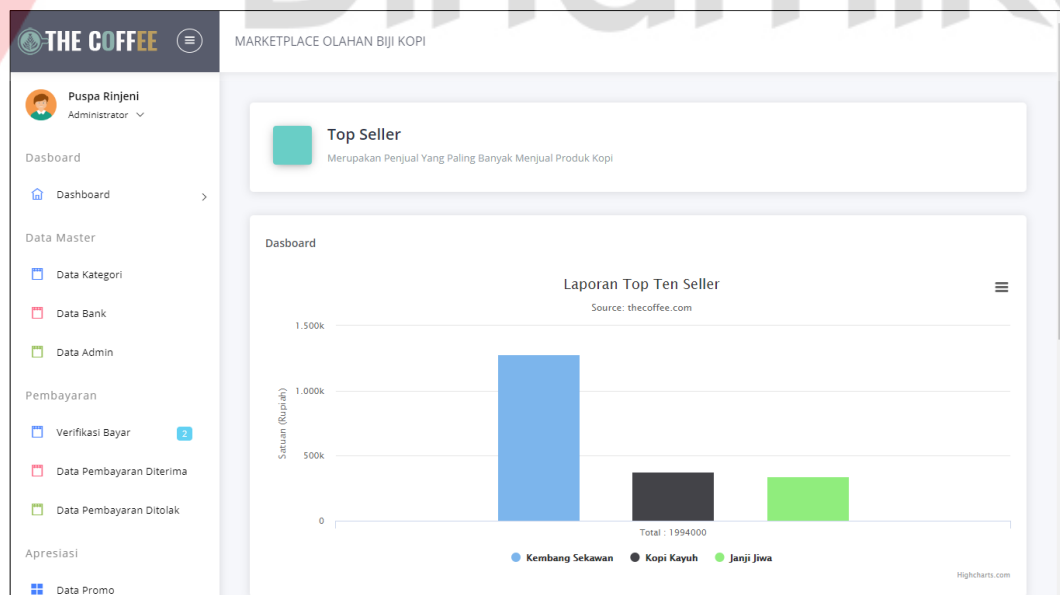 THE COFFEE
MARKETPLACE OLAHAN BIJI KOPI
Puspa Rinjeni
Administrator
Dasboard
Dashboard
Data Master
Data Kategori
Data Bank
Data Admin
Pembayaran
Verifikasi Bayar 2
Data Pembayaran Diterima
Data Pembayaran Ditolak
Apresiasi
Data Promo
Top Seller
Merupakan Penjual Yang Paling Banyak Menjual Produk Kopi
Dasboard
Laporan Top Ten Seller
Source: thecoffee.com
Satuan (Rupiah)
1.500k
1.000k
500k
0
Total : 1994000
Kembang Sekawan Kopi Kayuh Janji Jiwa
Highcharts.com